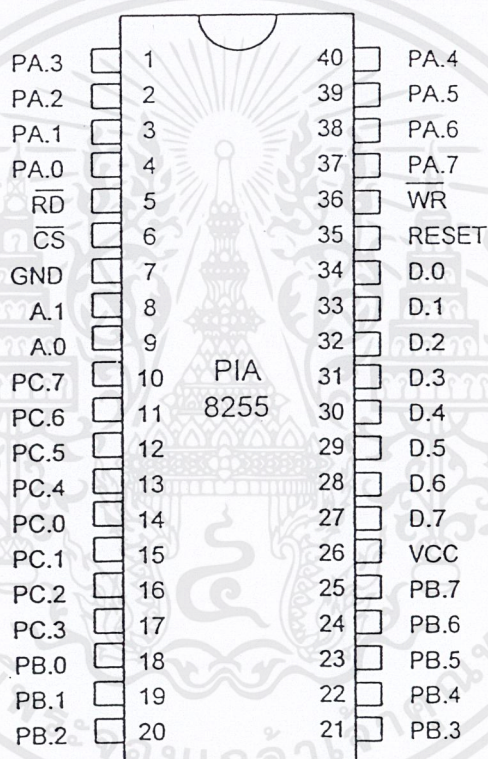 PA.3 1 40 PA.4
PA.2 2 39 PA.5
PA.1 3 38 PA.6
PA.0 4 37 PA.7
R̅D̅ 5 36 W̅R̅
C̅S̅ 6 35 RESET
GND 7 34 D.0
A.1 8 33 D.1
A.0 9 32 D.2
PC.7 10 PIA 31 D.3
PC.6 11 8255 30 D.4
PC.5 12 29 D.5
PC.4 13 28 D.6
PC.0 14 27 D.7
PC.1 15 26 VCC
PC.2 16 25 PB.7
PC.3 17 24 PB.6
PB.0 18 23 PB.5
PB.1 19 22 PB.4
PB.2 20 21 PB.3